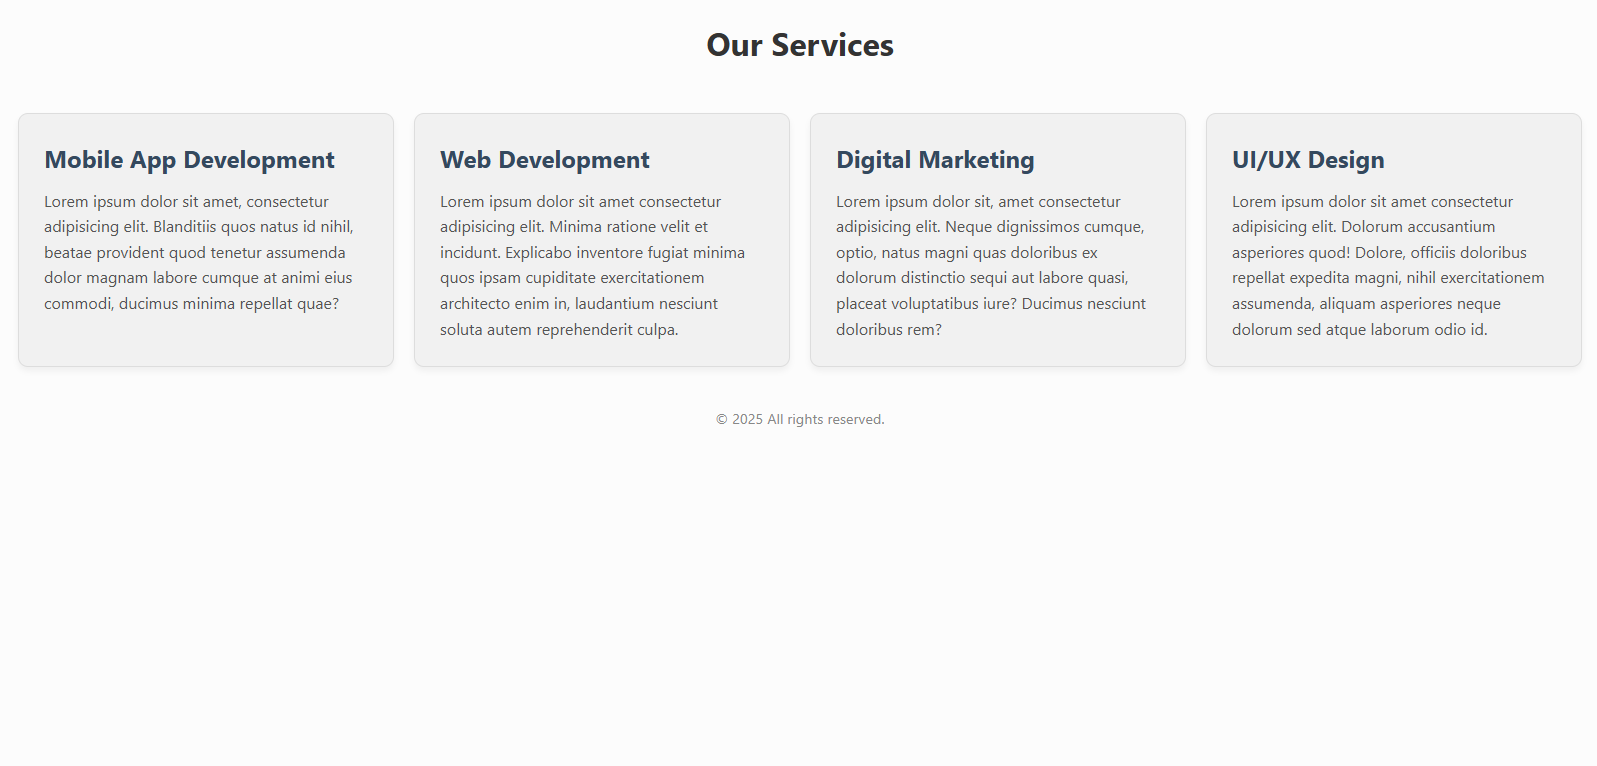 Our Services
Mobile App Development
Lorem ipsum dolor sit amet, consectetur
adipisicing elit. Blanditiis quos natus id nihil,
beatae provident quod tenetur assumenda
dolor magnam labore cumque at animi eius
commodi, ducimus minima repellat quae?
Web Development
Lorem ipsum dolor sit amet consectetur
adipisicing elit. Minima ratione velit et
incidunt. Explicabo inventore fugiat minima
quos ipsam cupiditate exercitationem
architecto enim in, laudantium nesciunt
soluta autem reprehenderit culpa.
Digital Marketing
Lorem ipsum dolor sit, amet consectetur
adipisicing elit. Neque dignissimos cumque,
optio, natus magni quas doloribus ex
dolorum distinctio sequi aut labore quasi,
placeat voluptatibus iure? Ducimus nesciunt
doloribus rem?
UI/UX Design
Lorem ipsum dolor sit amet consectetur
adipisicing elit. Dolorum accusantium
asperiores quod! Dolore, officiis doloribus
repellat expedita magni, nihil exercitationem
assumenda, aliquam asperiores neque
dolorum sed atque laborum odio id.
© 2025 All rights reserved.